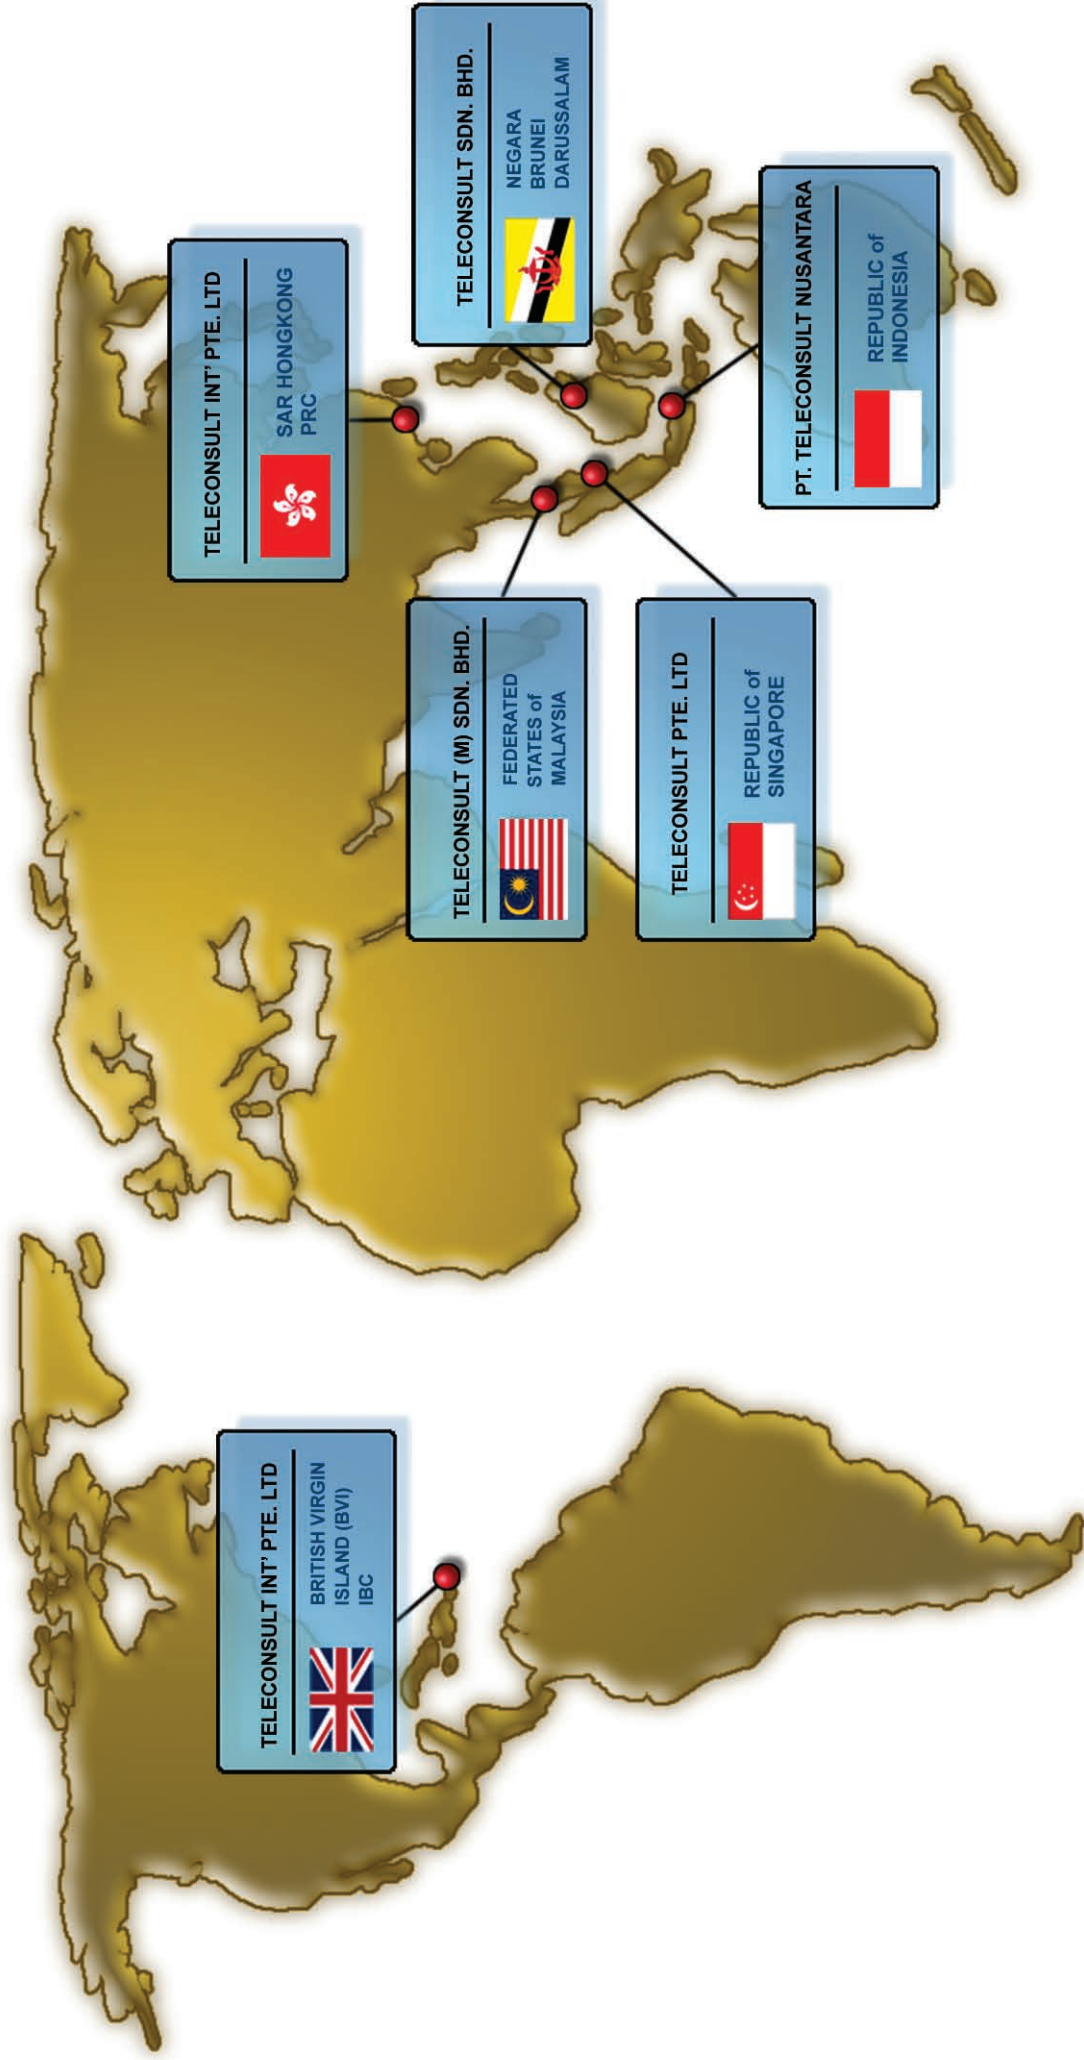 TELECONSULT INT' PTE. LTD
BRITISH VIRGIN
ISLAND (BVI)
IBC
TELECONSULT INT' PTE. LTD
SAR HONGKONG
PRC
TELECONSULT (M) SDN. BHD.
FEDERATED
STATES of
MALAYSIA
TELECONSULT SDN. BHD.
NEGARA
BRUNEI
DARUSSALAM
TELECONSULT PTE. LTD
REPUBLIC of
SINGAPORE
PT. TELECONSULT NUSANTARA
REPUBLIC of
INDONESIA